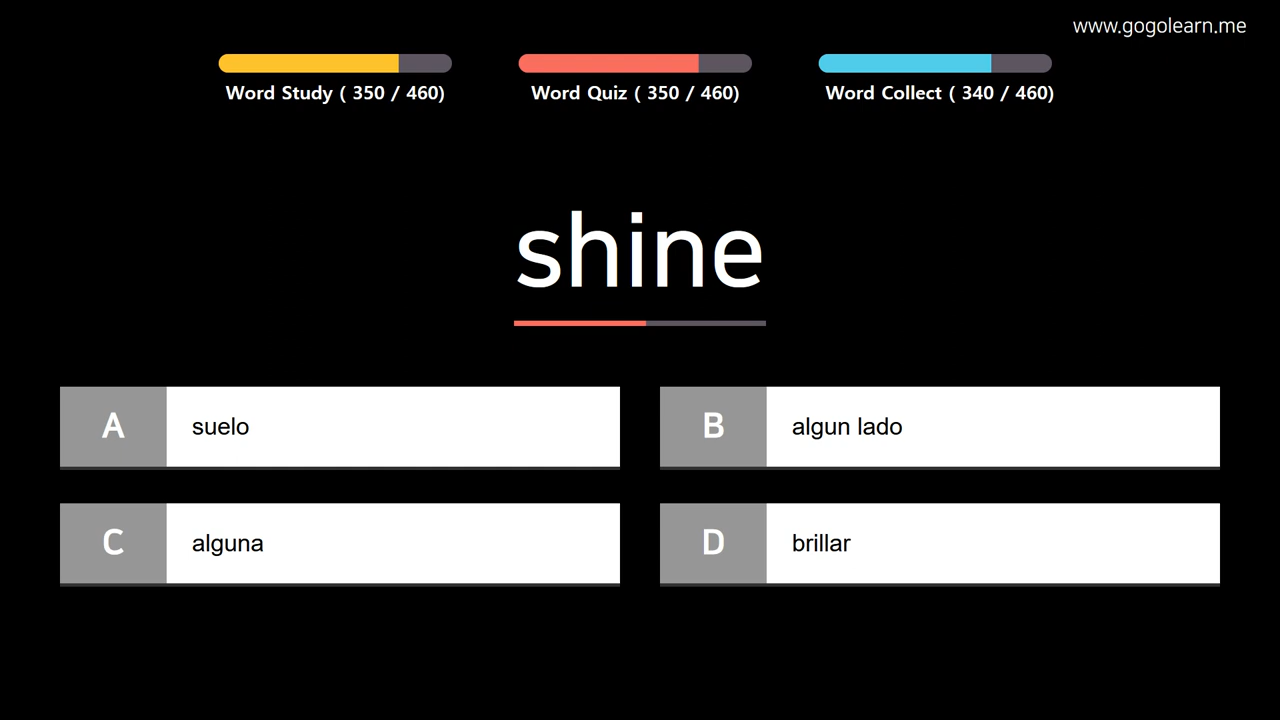 www.gogolearn.me
Word Study ( 350 / 460)
Word Quiz ( 350 / 460)
Word Collect ( 340 / 460)
shine
A
suelo
B
algun lado
C
alguna
D
brillar